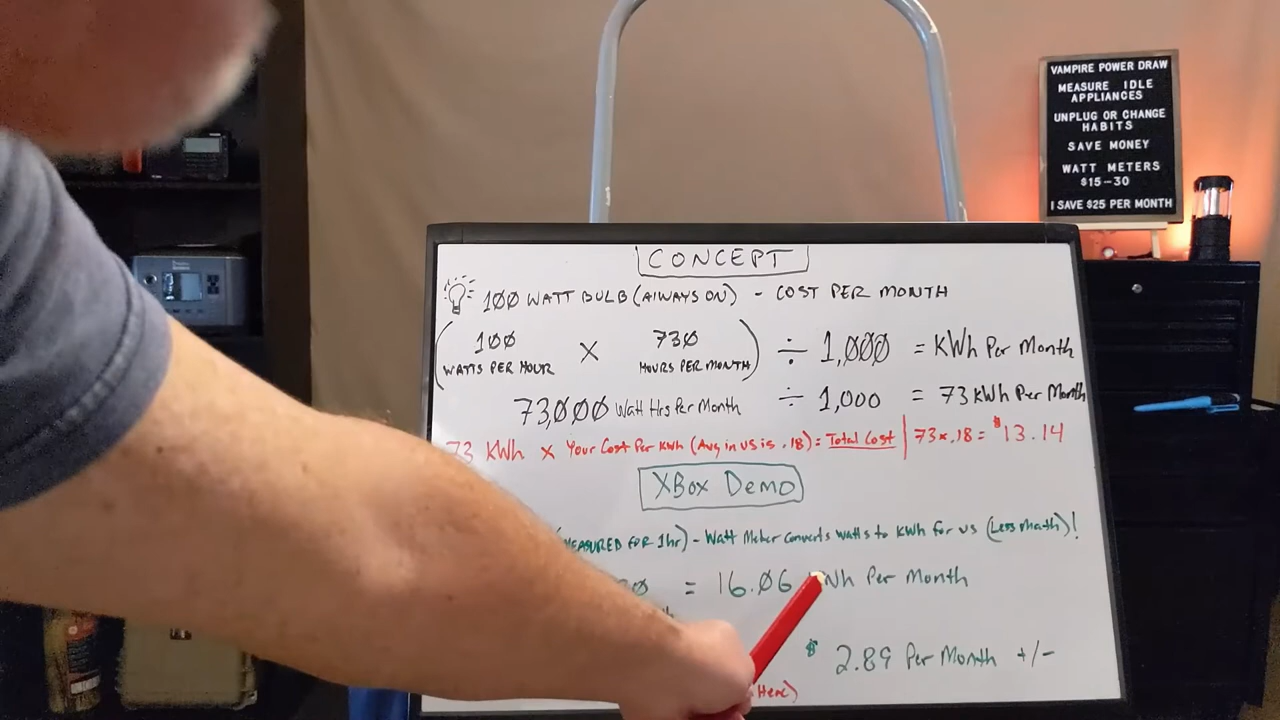 VAMPIRE POWER DRAW
MEASURE IDLE
APPLIANCES
UNPLUG OR CHANGE
HABITS
SAVE MONEY
WATT METERS
$15-30
I SAVE $25 PER MONTH
CONCEPT
100 WATT BULB (ALWAYS ON) - COST PER MONTH
(100 X 730) ÷ 1,000 = KWh Per Month
WATTS PER HOUR HOURS PER MONTH
73,000 Watt Hrs Per Month ÷ 1,000 = 73 KWh Per Month
73 KWh x Your Cost Per KWh (Avg in US is .18) = Total Cost | 73 x .18 = $13.14
XBox Demo
(MEASURED FOR 1hr) - Watt Meter Converts watts to KWh for us (Less math)!
= 16.06 KWh Per Month
$ 2.89 Per Month +/-
Here)